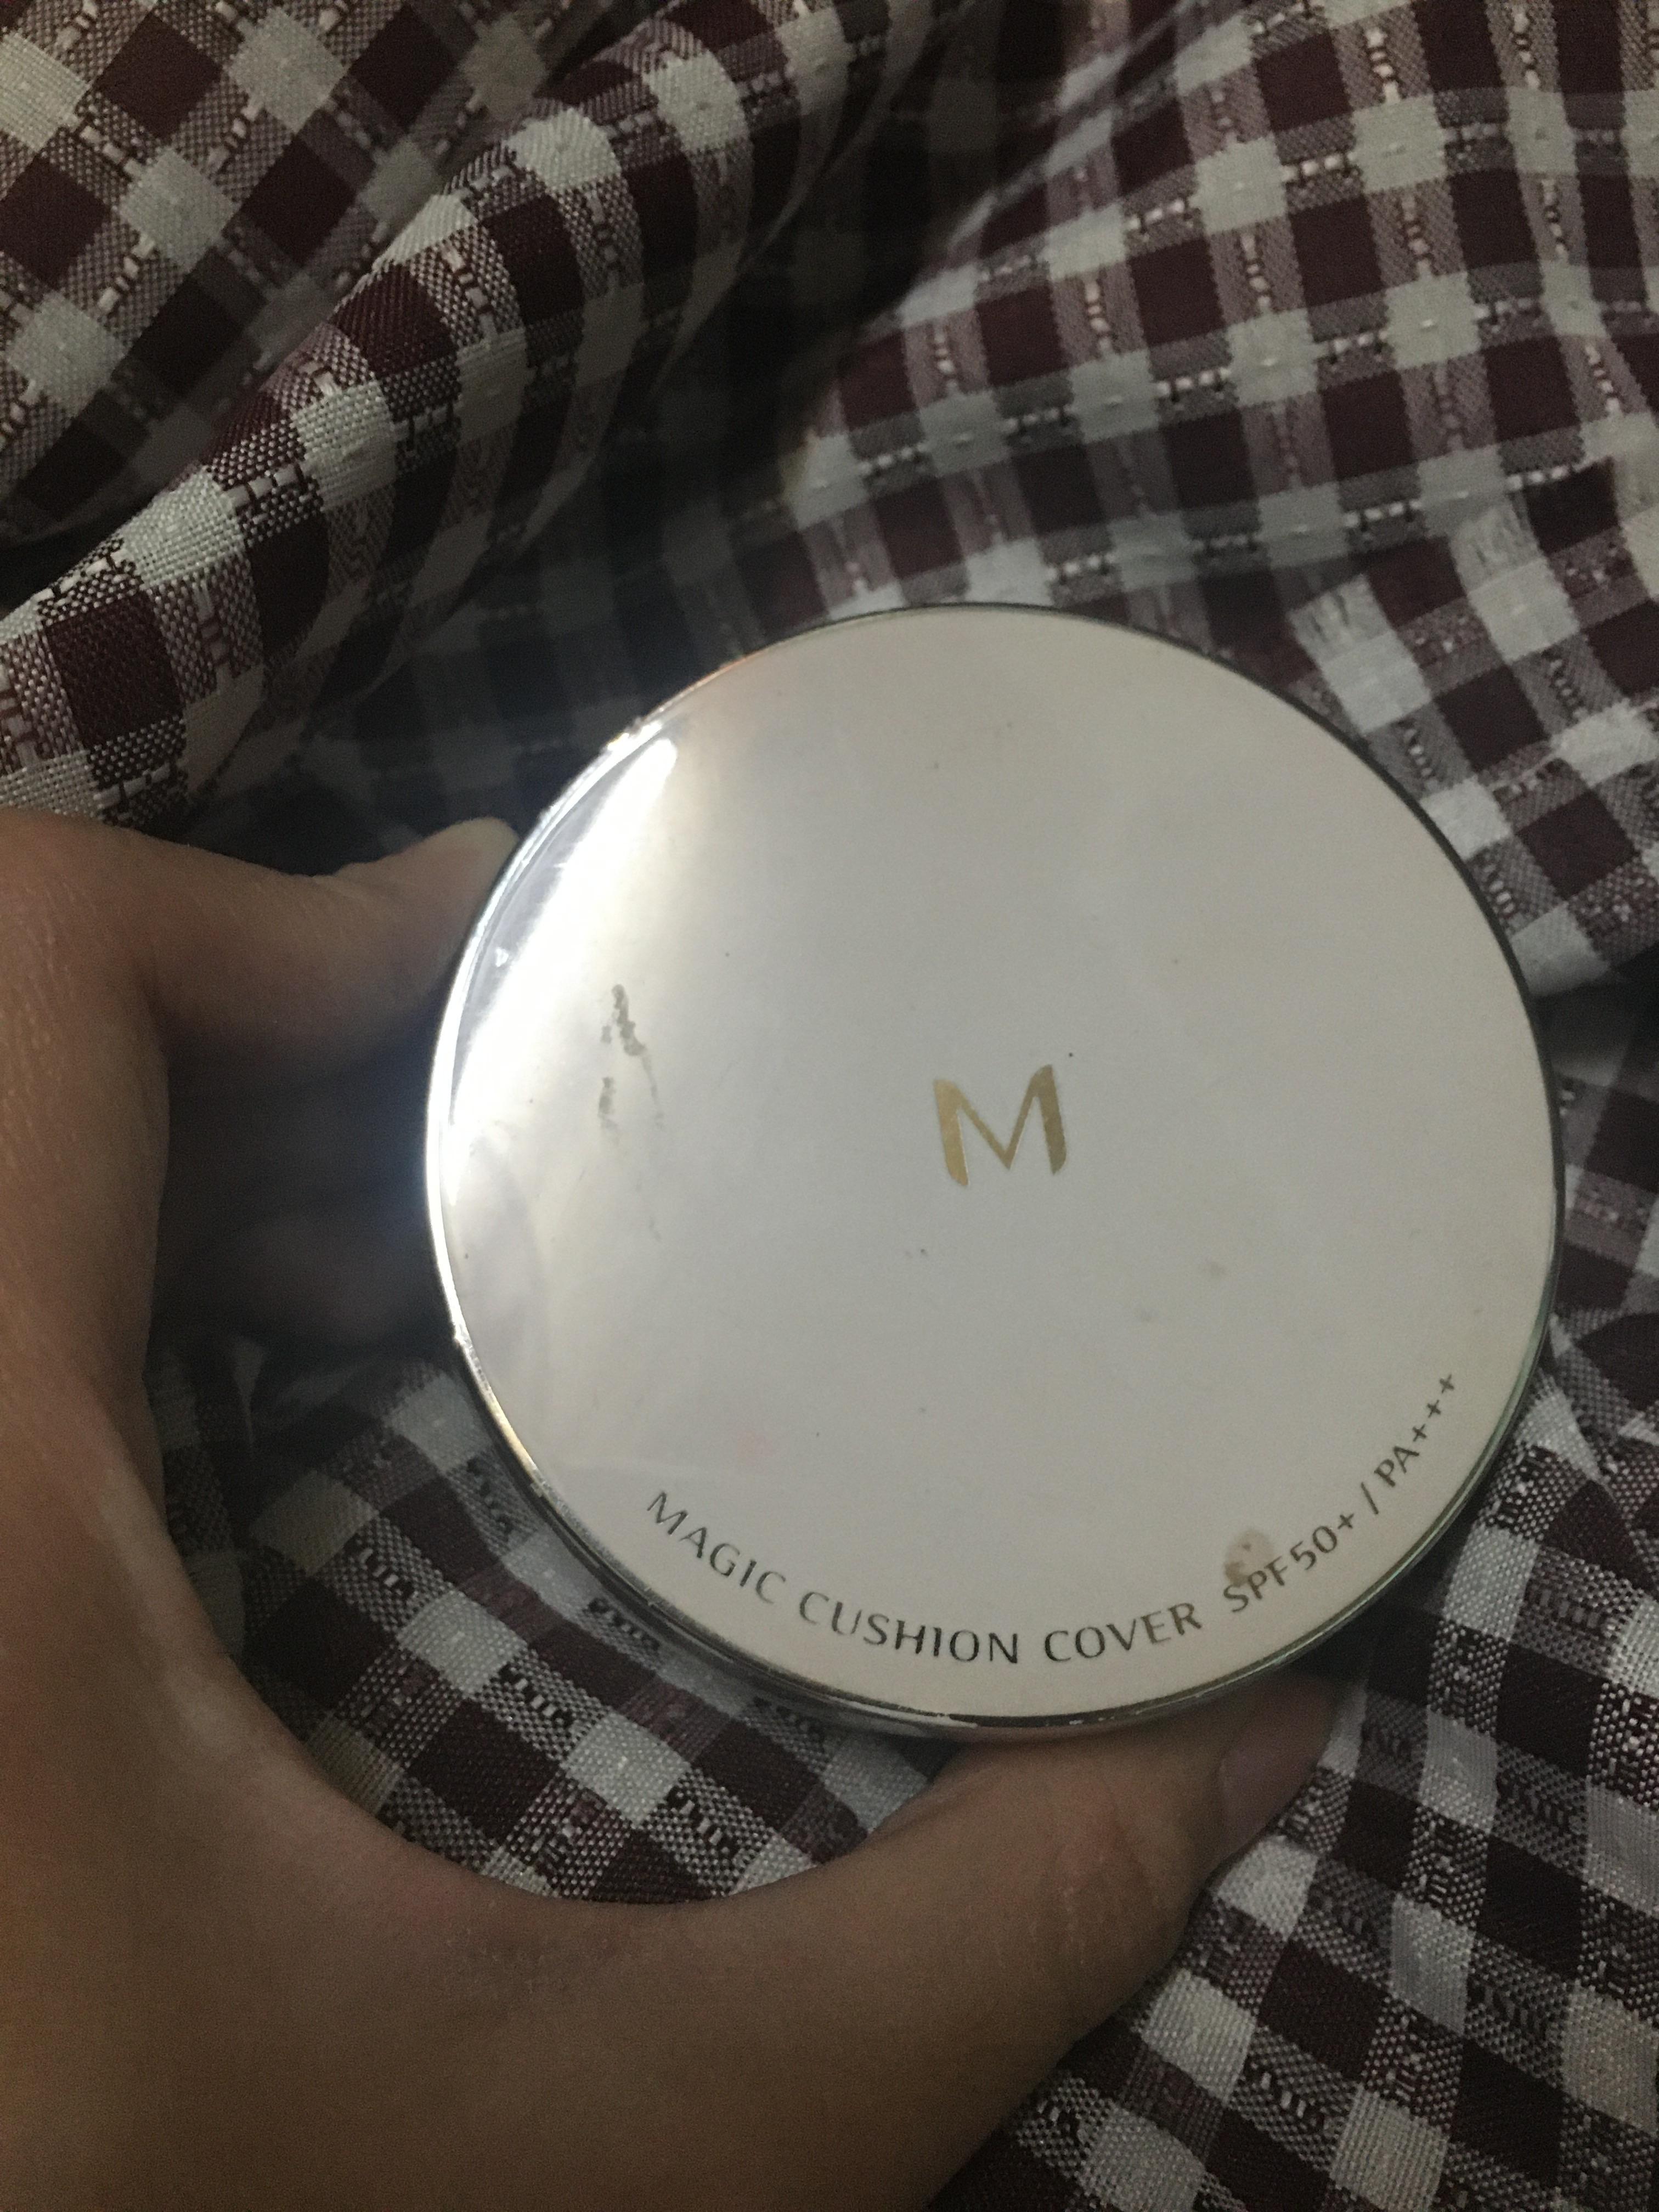 M
MAGIC CUSHION COVER SPF50+ / PA+++